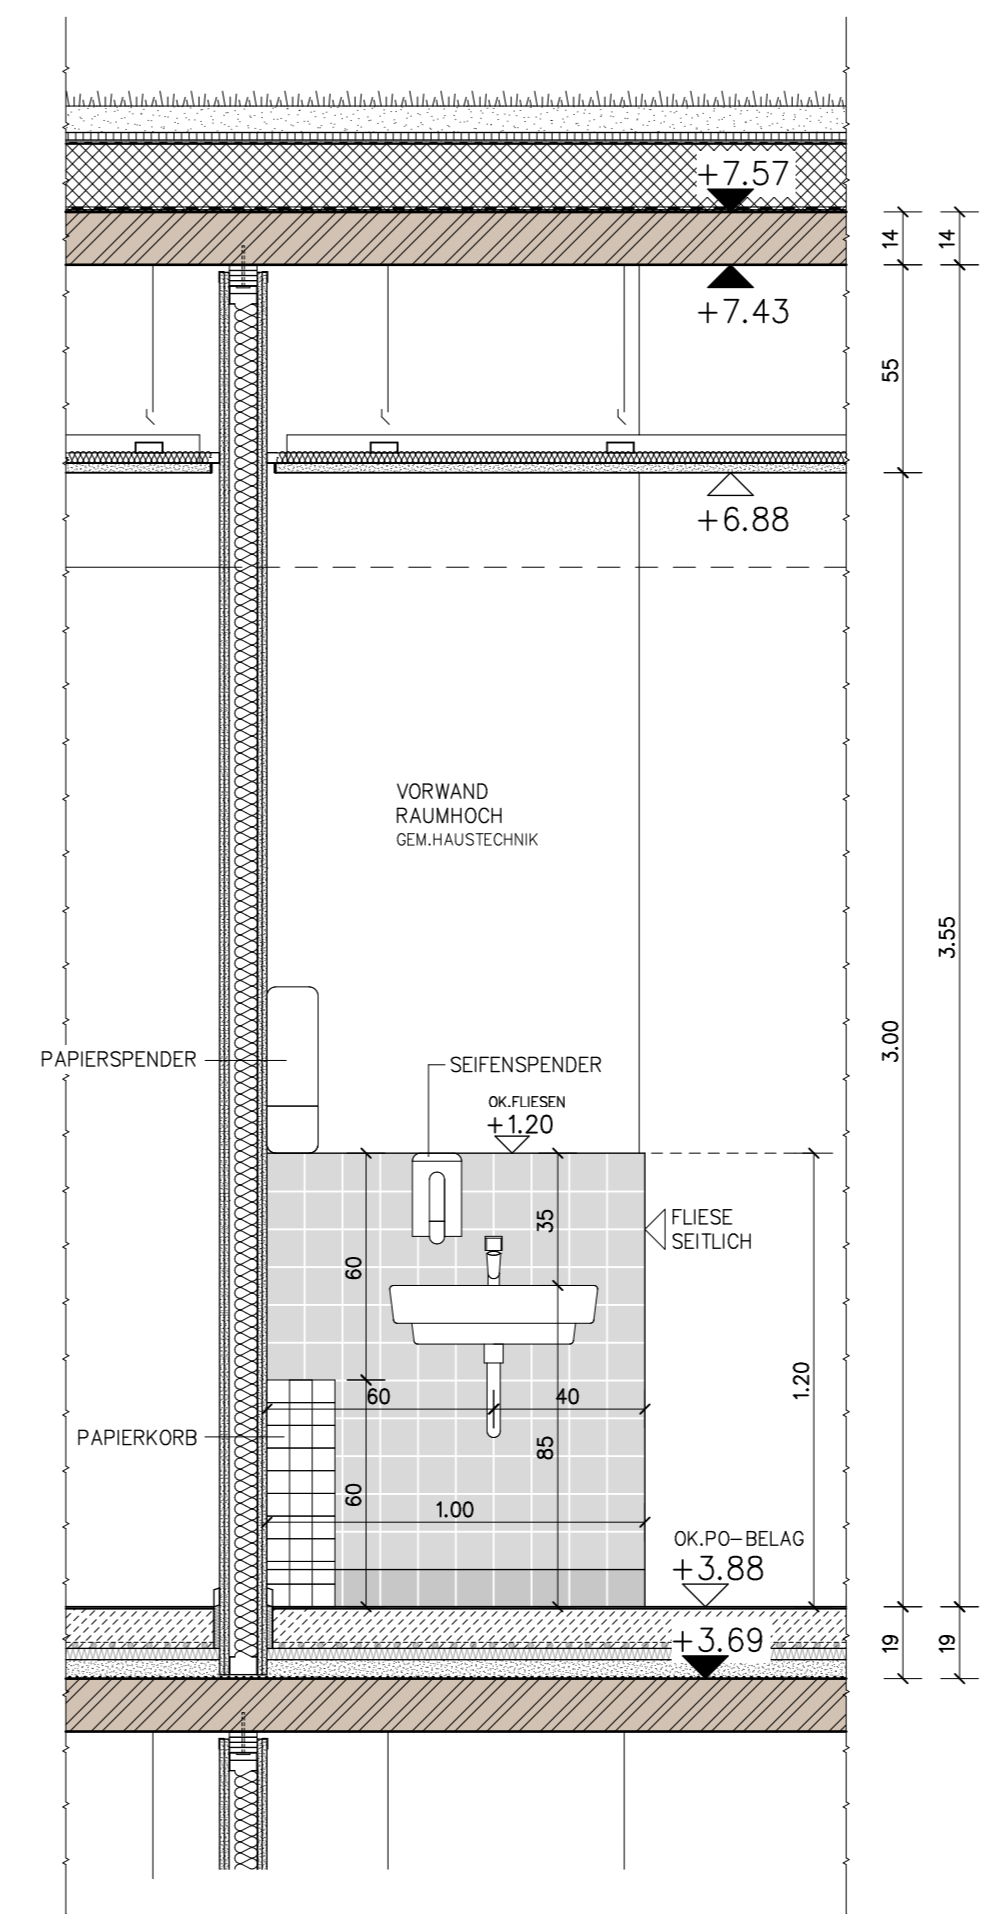 +7.57
14
14
+7.43
55
+6.88
VORWAND
RAUMHOCH
GEM.HAUSTECHNIK
3.55
3.00
PAPIERSPENDER
SEIFENSPENDER
OK.FLIESEN
+1.20
35
FLIESE
SEITLICH
60
1.20
60
40
PAPIERKORB
85
60
1.00
OK.PO-BELAG
+3.88
+3.69
19
19